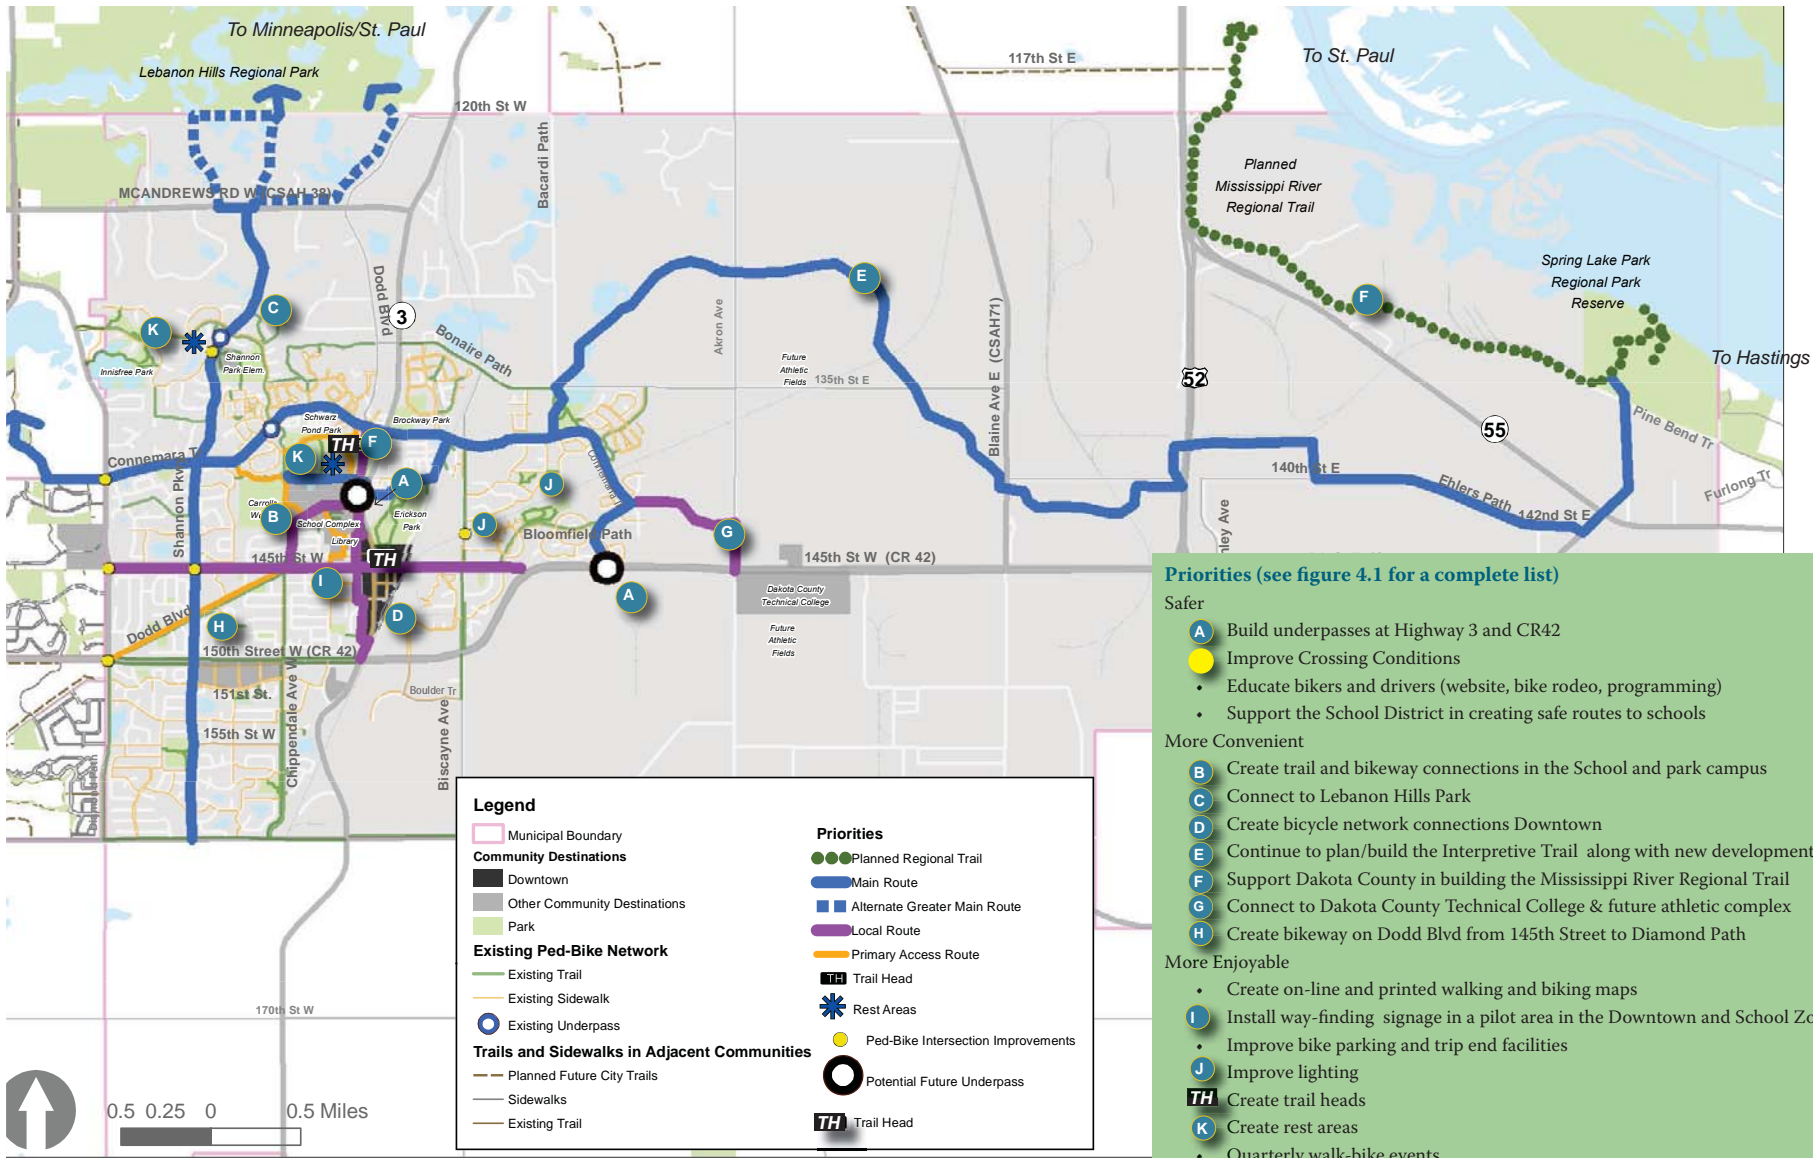 To Minneapolis/St. Paul
Lebanon Hills Regional Park
117th St E
To St. Paul
120th St W
Bacardi Path
MCANDREWS RD W (CSAH 38)
Planned
Mississippi River
Regional Trail
Spring Lake Park
Regional Park
Reserve
To Hastings
Dodd Blvd
3
C
K
E
F
Bonaire Path
Akron Ave
Blaine Ave E (CSAH71)
Shannon
Park Elem.
Innisfree Park
Future
Athletic
Fields
135th St E
52
55
Pine Bend Tr
Schwarz
Pond Park
Brockway Park
TH
F
K
Connemara Tr
Connemara
140th St E
Ehlers Path
142nd St E
Furlong Tr
A
J
Shannon Pkwy
B
School Complex
Erickson
Park
Library
J
Bloomfield Path
G
145th St W
TH
145th St W (CR 42)
I
A
Dakota County
Technical College
D
H
Dodd Blvd
Future
Athletic
Fields
150th Street W (CR 42)
151st St.
Boulder Tr
155th St W
Chippendale Ave W
Biscayne Ave
Diamond Path
170th St W
0.5 0.25 0 0.5 Miles
Legend
Municipal Boundary
Community Destinations
Downtown
Other Community Destinations
Park
Existing Ped-Bike Network
Existing Trail
Existing Sidewalk
Existing Underpass
Trails and Sidewalks in Adjacent Communities
Planned Future City Trails
Sidewalks
Existing Trail
Priorities
Planned Regional Trail
Main Route
Alternate Greater Main Route
Local Route
Primary Access Route
TH Trail Head
Rest Areas
Ped-Bike Intersection Improvements
Potential Future Underpass
TH Trail Head
Priorities (see figure 4.1 for a complete list)
Safer
A Build underpasses at Highway 3 and CR42
Improve Crossing Conditions
• Educate bikers and drivers (website, bike rodeo, programming)
• Support the School District in creating safe routes to schools
More Convenient
B Create trail and bikeway connections in the School and park campus
C Connect to Lebanon Hills Park
D Create bicycle network connections Downtown
E Continue to plan/build the Interpretive Trail along with new development
F Support Dakota County in building the Mississippi River Regional Trail
G Connect to Dakota County Technical College & future athletic complex
H Create bikeway on Dodd Blvd from 145th Street to Diamond Path
More Enjoyable
• Create on-line and printed walking and biking maps
I Install way-finding signage in a pilot area in the Downtown and School Zo
• Improve bike parking and trip end facilities
J Improve lighting
TH Create trail heads
K Create rest areas
• Quarterly walk-bike events